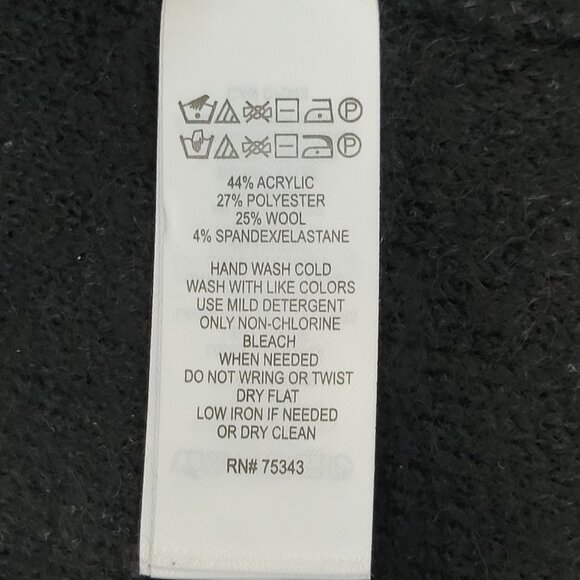 P
P
44% ACRYLIC
27% POLYESTER
25% WOOL
4% SPANDEX/ELASTANE
HAND WASH COLD
WASH WITH LIKE COLORS
USE MILD DETERGENT
ONLY NON-CHLORINE
BLEACH
WHEN NEEDED
DO NOT WRING OR TWIST
DRY FLAT
LOW IRON IF NEEDED
OR DRY CLEAN
RN# 75343